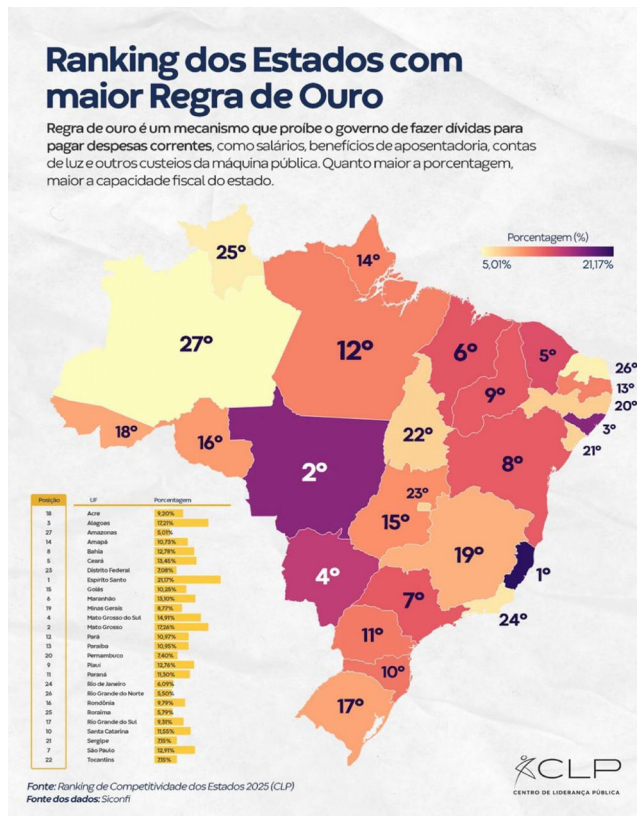 Ranking dos Estados com
maior Regra de Ouro
Regra de ouro é um mecanismo que proíbe o governo de fazer dívidas para
pagar despesas correntes, como salários, benefícios de aposentadoria, contas
de luz e outros custeios da máquina pública. Quanto maior a porcentagem,
maior a capacidade fiscal do estado.
Porcentagem (%)
5,01% 21,17%
25º
14º
27º
12º
6º
5º
26º
9º
13º
20º
3º
21º
18º
16º
22º
8º
2º
23º
15º
19º
1º
4º
7º
24º
11º
10º
17º
Posição UF Porcentagem
18 Acre 9,20%
3 Alagoas 17,21%
27 Amazonas 5,01%
14 Amapá 10,73%
8 Bahia 12,78%
5 Ceará 13,45%
23 Distrito Federal 7,08%
1 Espírito Santo 21,17%
15 Goiás 10,25%
6 Maranhão 13,10%
19 Minas Gerais 8,77%
4 Mato Grosso do Sul 14,91%
2 Mato Grosso 17,26%
12 Pará 10,97%
13 Paraíba 10,95%
20 Pernambuco 7,40%
9 Piauí 12,76%
11 Paraná 11,30%
24 Rio de Janeiro 6,09%
26 Rio Grande do Norte 5,50%
16 Rondônia 9,79%
25 Roraima 5,79%
17 Rio Grande do Sul 9,31%
10 Santa Catarina 11,55%
21 Sergipe 7,15%
7 São Paulo 12,91%
22 Tocantins 7,15%
Fonte: Ranking de Competitividade dos Estados 2025 (CLP)
Fonte dos dados: Siconfi
CLP
CENTRO DE LIDERANÇA PÚBLICA